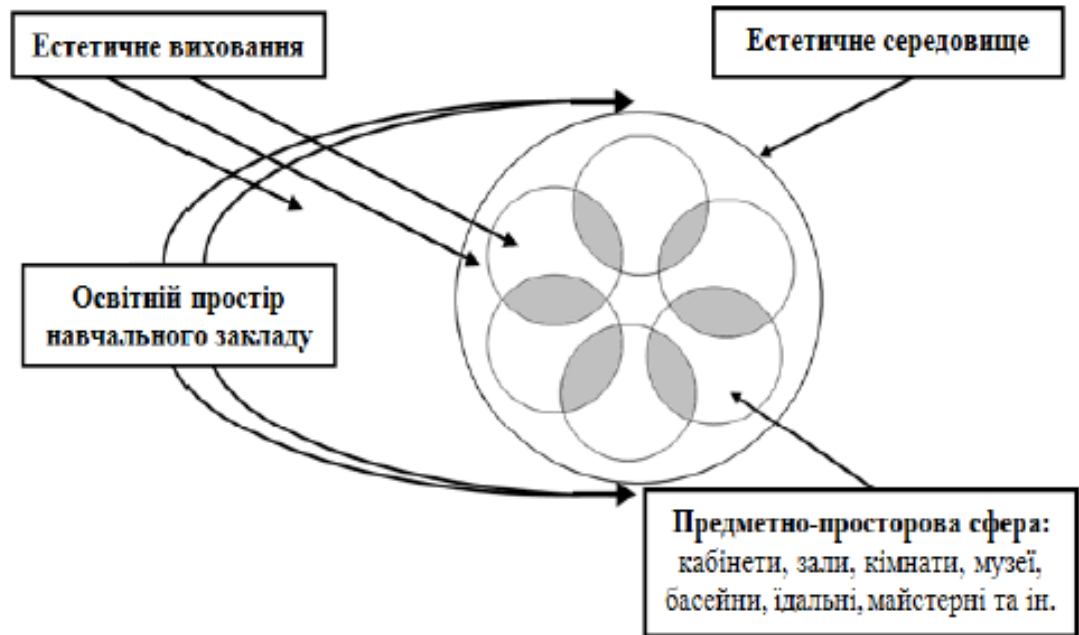 Естетичне виховання
Естетичне середовище
Освітній простір
навчального закладу
Предметно-просторова сфера:
кабінети, зали, кімнати, музеї,
басейни, їдальні, майстерні та ін.